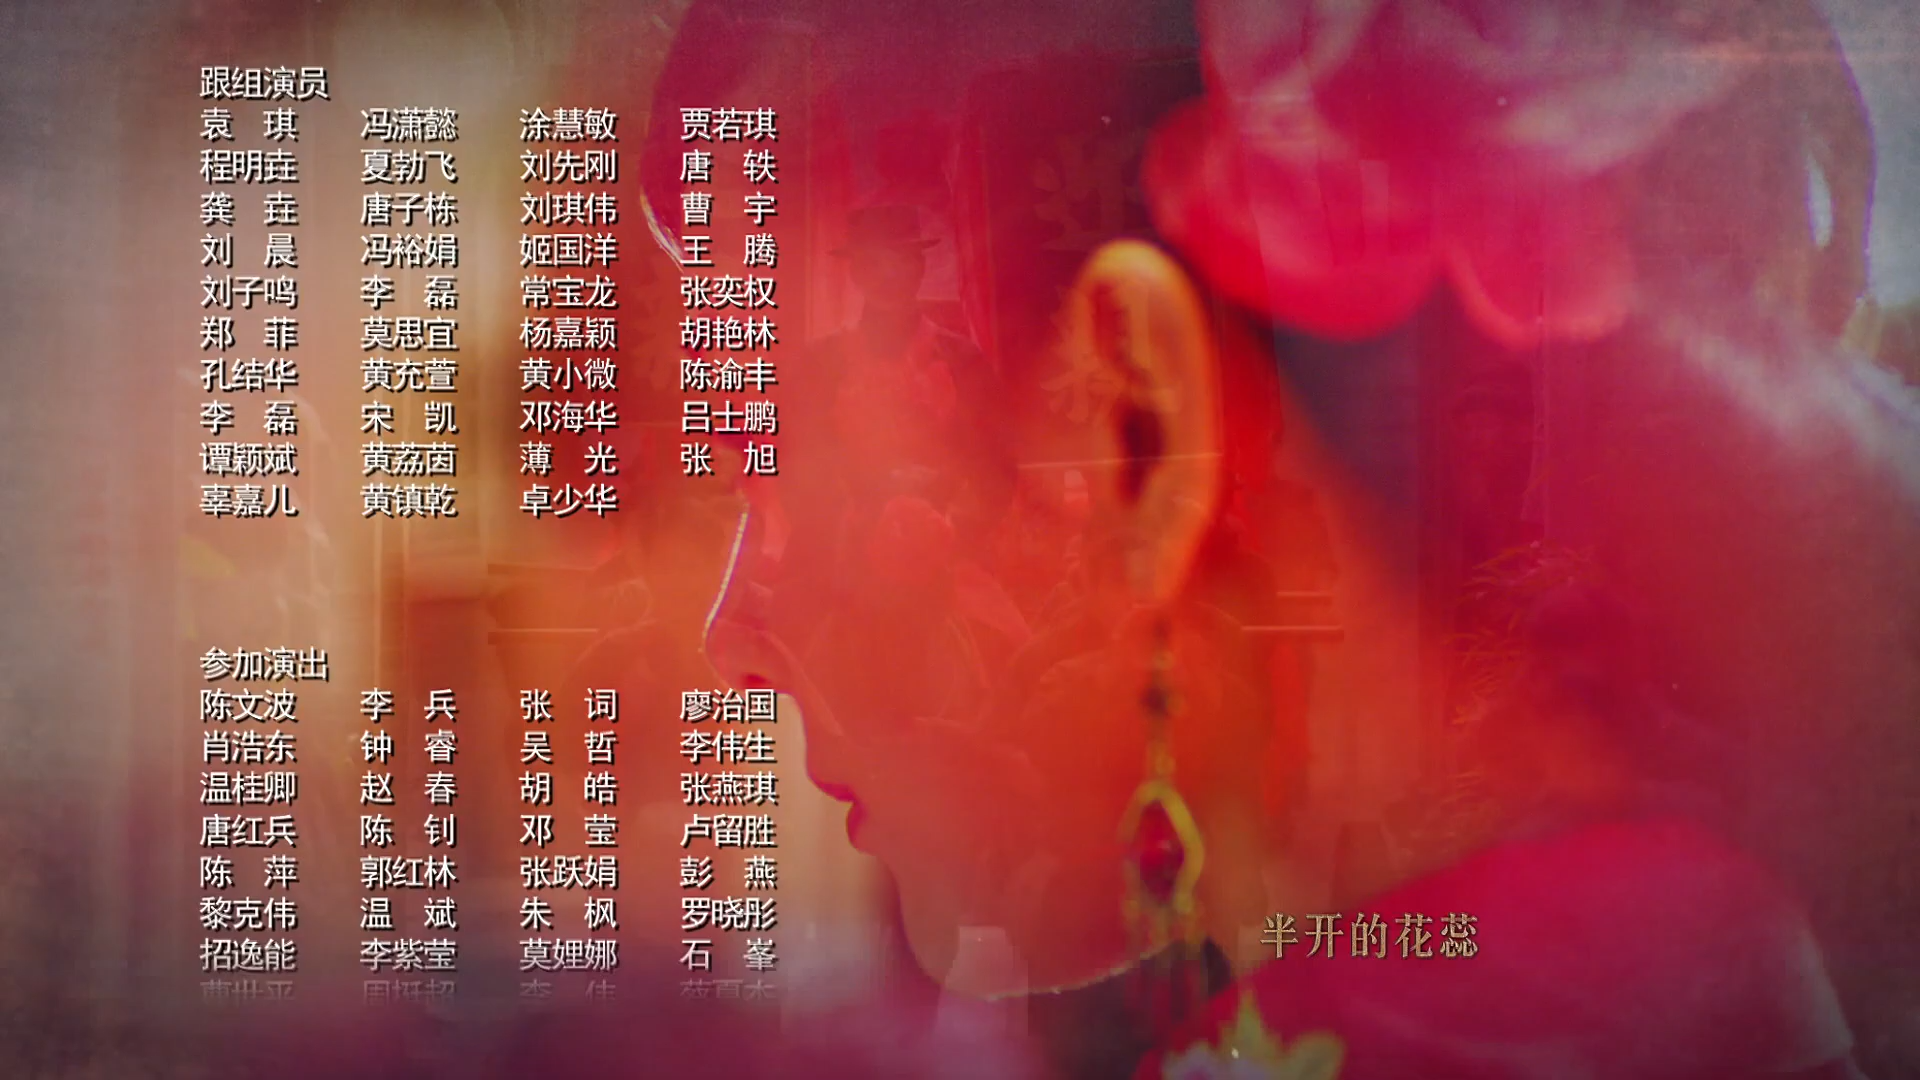 跟组演员
袁　琪　冯潇懿　涂慧敏　贾若琪
程明垚　夏勃飞　刘先刚　唐　轶
龚　垚　唐子栋　刘琪伟　曹　宇
刘　晨　冯裕娟　姬国洋　王　腾
刘子鸣　李　磊　常宝龙　张奕权
郑　菲　莫思宜　杨嘉颖　胡艳林
孔结华　黄充萱　黄小微　陈渝丰
李　磊　宋　凯　邓海华　吕士鹏
谭颖斌　黄荔茵　薄　光　张　旭
辜嘉儿　黄镇乾　卓少华
参加演出
陈文波　李　兵　张　词　廖治国
肖浩东　钟　睿　吴　哲　李伟生
温桂卿　赵　春　胡　皓　张燕琪
唐红兵　陈　钊　邓　莹　卢留胜
陈　萍　郭红林　张跃娟　彭　燕
黎克伟　温　斌　朱　枫　罗晓彤
招逸能　李紫莹　莫娌娜　石　峯
半开的花蕊